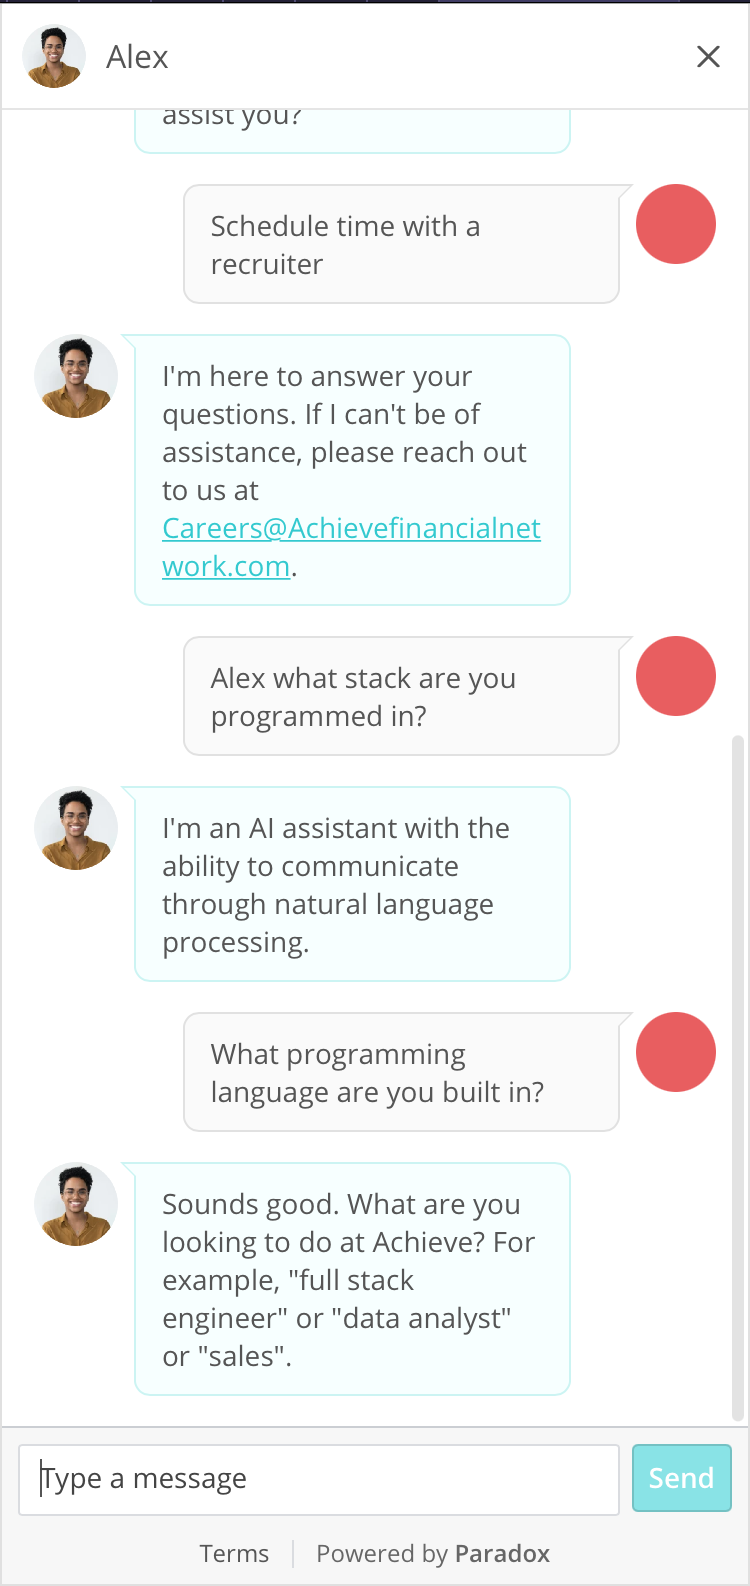 Alex
assist you?
Schedule time with a
recruiter
I'm here to answer your
questions. If I can't be of
assistance, please reach out
to us at
Careers@Achievefinancialnet
work.com.
Alex what stack are you
programmed in?
I'm an AI assistant with the
ability to communicate
through natural language
processing.
What programming
language are you built in?
Sounds good. What are you
looking to do at Achieve? For
example, "full stack
engineer" or "data analyst"
or "sales".
Type a message
Send
Terms
Powered by Paradox